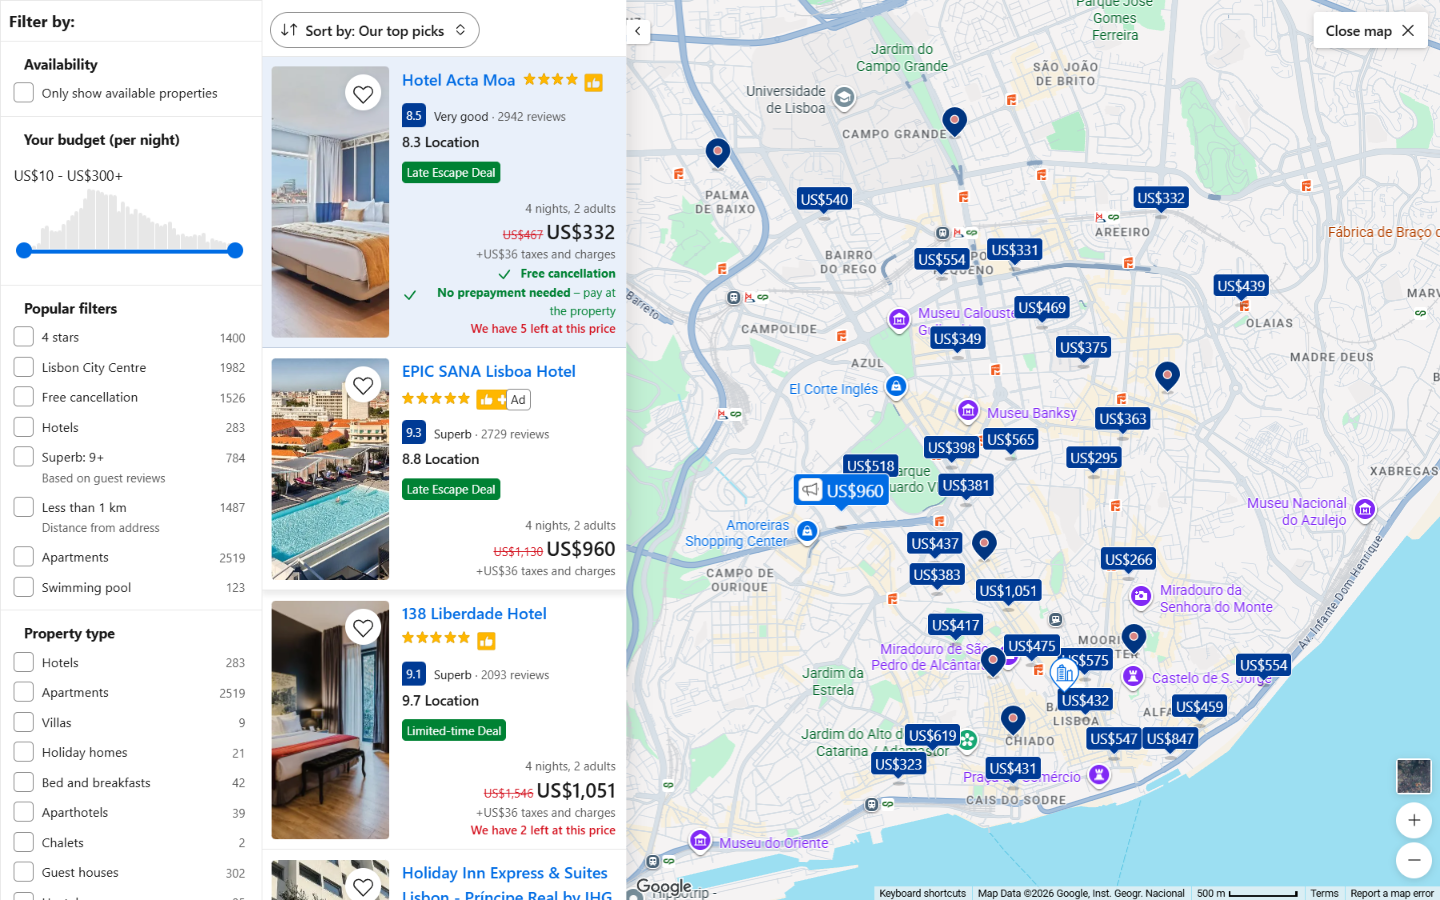 Filter by:
Availability
Only show available properties
Your budget (per night)
US$10 - US$300+
Popular filters
4 stars 1400
Lisbon City Centre 1982
Free cancellation 1526
Hotels 283
Superb: 9+ 784
Based on guest reviews
Less than 1 km 1487
Distance from address
Apartments 2519
Swimming pool 123
Property type
Hotels 283
Apartments 2519
Villas 9
Holiday homes 21
Bed and breakfasts 42
Aparthotels 39
Chalets 2
Guest houses 302
Sort by: Our top picks
Hotel Acta Moa
8.5 Very good · 2942 reviews
8.3 Location
Late Escape Deal
4 nights, 2 adults
US$467 US$332
+US$36 taxes and charges
Free cancellation
No prepayment needed – pay at
the property
We have 5 left at this price
EPIC SANA Lisboa Hotel
Ad
9.3 Superb · 2729 reviews
8.8 Location
Late Escape Deal
4 nights, 2 adults
US$1,130 US$960
+US$36 taxes and charges
138 Liberdade Hotel
9.1 Superb · 2093 reviews
9.7 Location
Limited-time Deal
4 nights, 2 adults
US$1,546 US$1,051
+US$36 taxes and charges
We have 2 left at this price
Holiday Inn Express & Suites
Lisbon - Príncipe Real by IHG
Close map
Parque José
Gomes
Ferreira
Jardim do
Campo Grande
SÃO JOÃO
DE BRITO
Universidade
de Lisboa
CAMPO GRANDE
PALMA
DE BAIXO
US$540
US$332
AREEIRO
Fábrica de Braço
BAIRRO
DO REGO
US$554
US$331
US$439
Barreiro
US$469
Museu Calouste
CAMPOLIDE
US$349
OLAIAS
MADRE DEUS
US$375
AZUL
El Corte Inglés
Museu Banksy
US$363
US$565
US$398
US$295
US$518
US$381
US$960
XABREGAS
Museu Nacional
do Azulejo
Amoreiras
Shopping Center
US$437
US$383
US$266
CAMPO DE
OURIQUE
US$1,051
Miradouro da
Senhora do Monte
Av. Infante Dom Henrique
US$417
US$475
US$575
Miradouro de São
Pedro de Alcântara
US$554
Castelo de S. Jorge
Jardim da
Estrela
US$432
US$459
LISBOA
CHIADO
US$547
US$847
Jardim do Alto de
Catarina / Adamastor
US$619
US$323
US$431
CAIS DO SODRE
Museu do Oriente
Google
Keyboard shortcuts
Map Data ©2026 Google, Inst. Geogr. Nacional
500 m
Terms
Report a map error